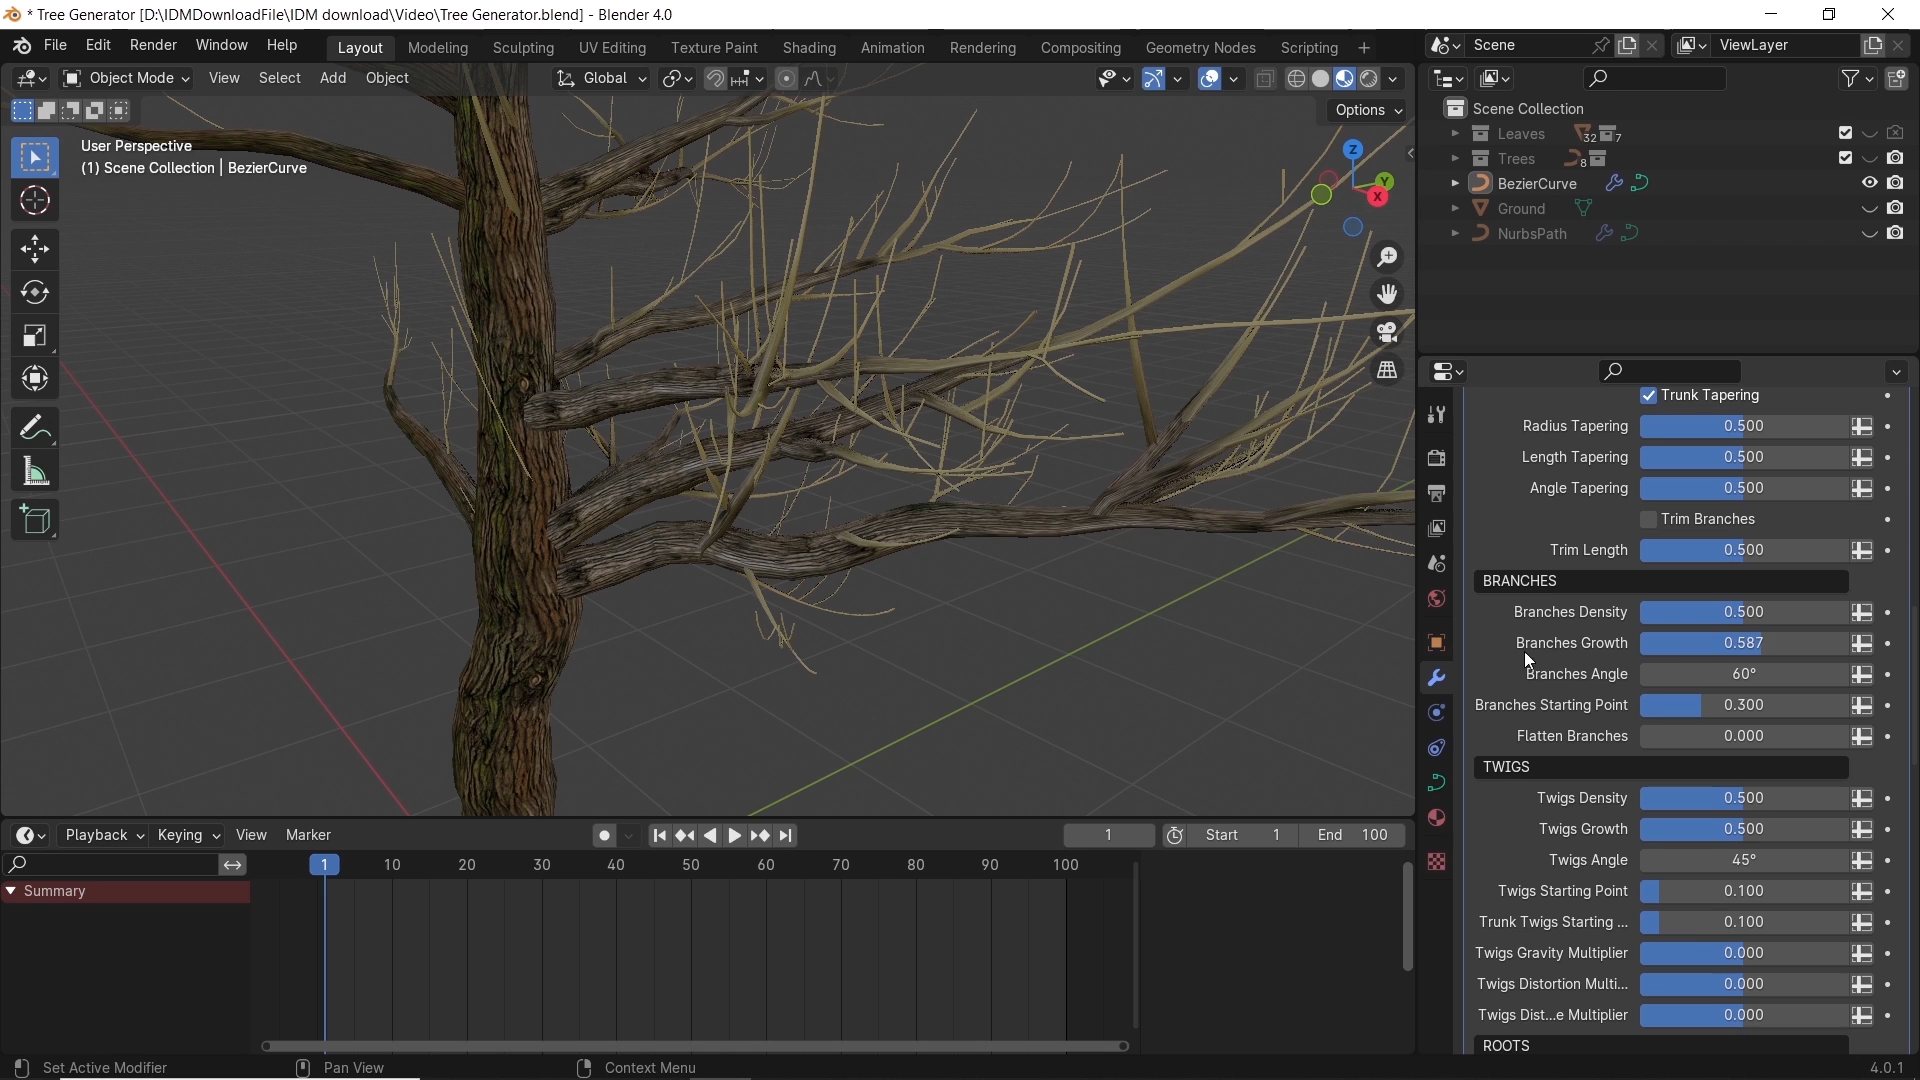 * Tree Generator [D:\IDMDownloadFile\IDM download\Video\Tree Generator.blend] - Blender 4.0
File Edit Render Window Help Layout Modeling Sculpting UV Editing Texture Paint Shading Animation Rendering Compositing Geometry Nodes Scripting + Scene ViewLayer
Object Mode View Select Add Object Global
Options
User Perspective
(1) Scene Collection | BezierCurve
Z
Y
X
Scene Collection
Leaves 32 7
Trees 8
BezierCurve
Ground
NurbsPath
Trunk Tapering
Radius Tapering 0.500
Length Tapering 0.500
Angle Tapering 0.500
Trim Branches
Trim Length 0.500
BRANCHES
Branches Density 0.500
Branches Growth 0.587
Branches Angle 60°
Branches Starting Point 0.300
Flatten Branches 0.000
TWIGS
Twigs Density 0.500
Twigs Growth 0.500
Twigs Angle 45°
Twigs Starting Point 0.100
Trunk Twigs Starting ... 0.100
Twigs Gravity Multiplier 0.000
Twigs Distortion Multi... 0.000
Twigs Dist...e Multiplier 0.000
ROOTS
Playback Keying View Marker 1 Start 1 End 100
1 10 20 30 40 50 60 70 80 90 100
Summary
Set Active Modifier Pan View Context Menu 4.0.1